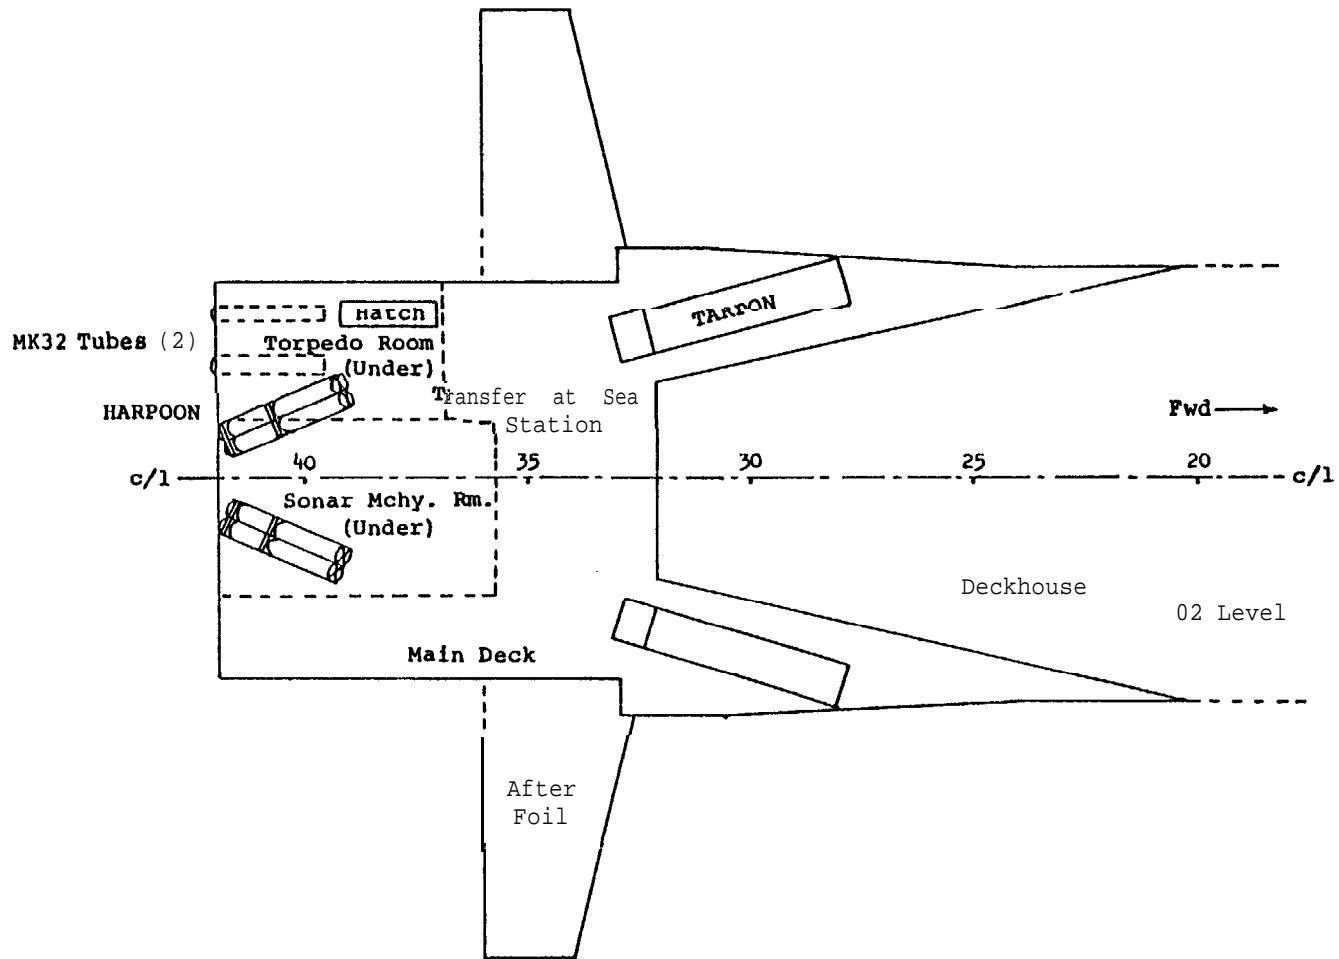 Hatch
TARPON
MK32 Tubes (2)
Torpedo Room
(Under)
HARPOON
Transfer at Sea
Station
Fwd
40
35
30
25
20
c/l
c/l
Sonar Mchy. Rm.
(Under)
Deckhouse
02 Level
Main Deck
After
Foil